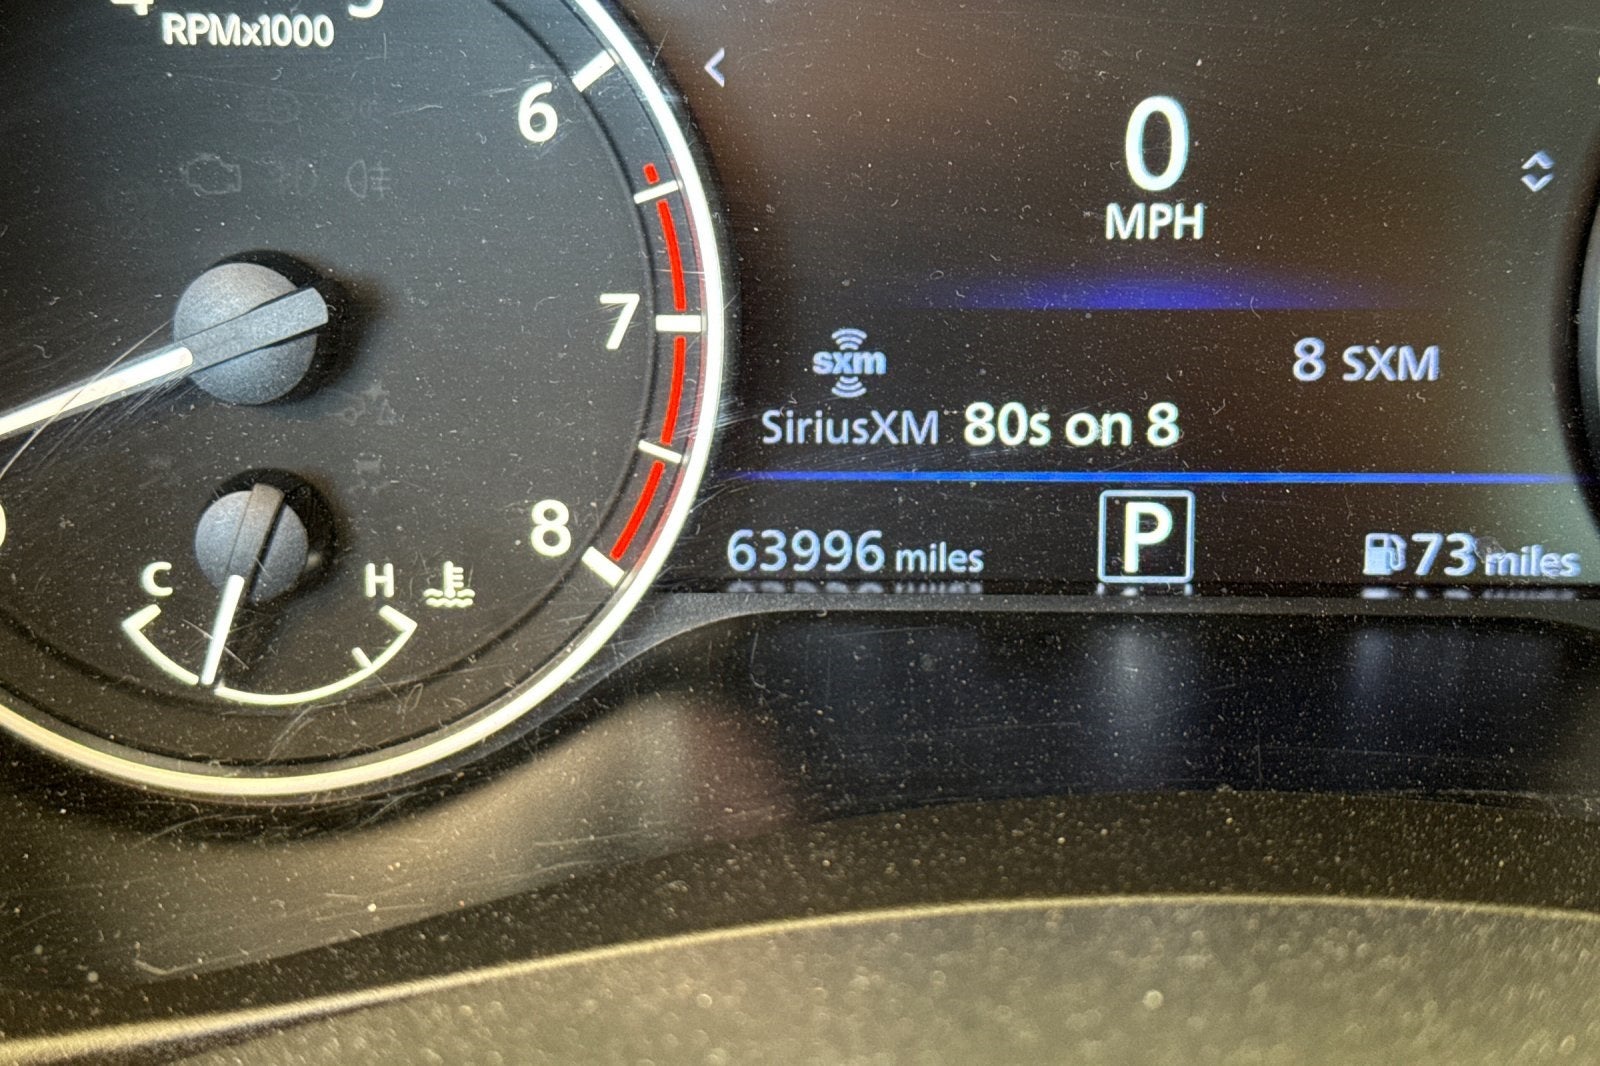 RPMx1000
6
7
8
C H
0
MPH
sxm
8 SXM
SiriusXM 80s on 8
63996 miles P 73 miles